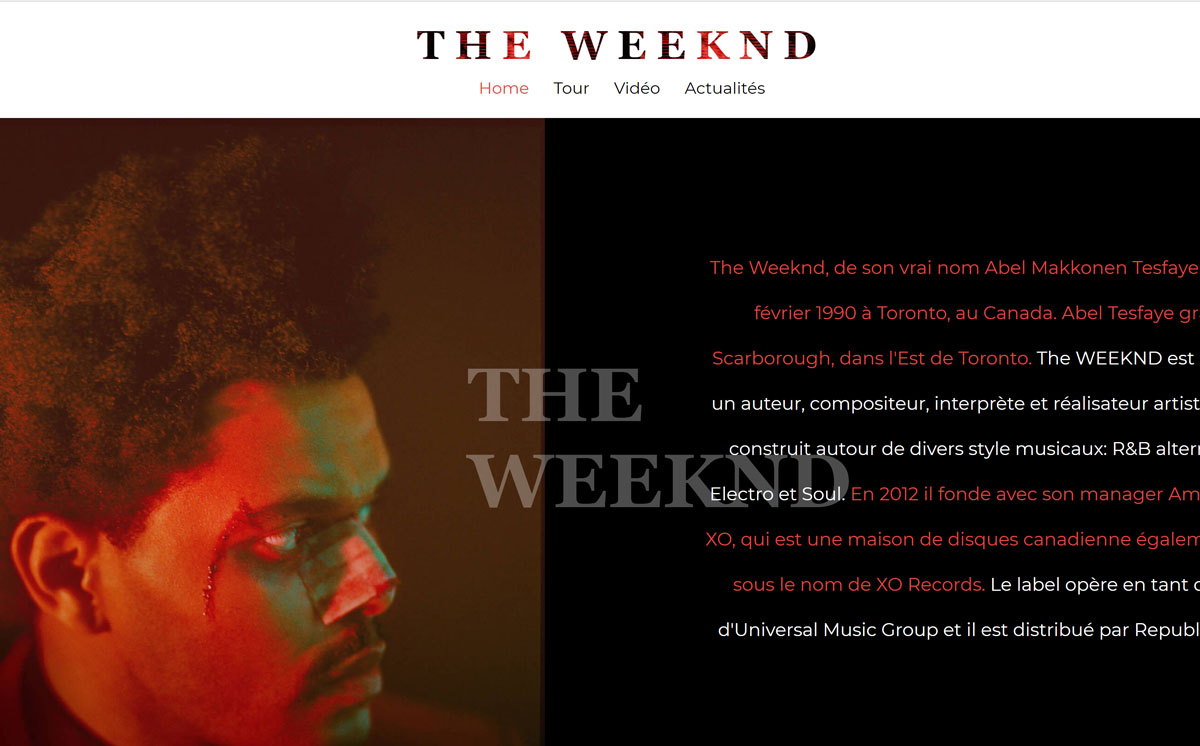 THE WEEKND
Home Tour Vidéo Actualités
THE
WEEKND
The Weeknd, de son vrai nom Abel Makkonen Tesfaye
février 1990 à Toronto, au Canada. Abel Tesfaye
Scarborough, dans l'Est de Toronto. The WEEKND est
un auteur, compositeur, interprète et réalisateur
construit autour de divers style musicaux: R&B
Electro et Soul. En 2012 il fonde avec son manager
XO, qui est une maison de disques canadienne
sous le nom de XO Records. Le label opère en tant
d'Universal Music Group et il est distribué par